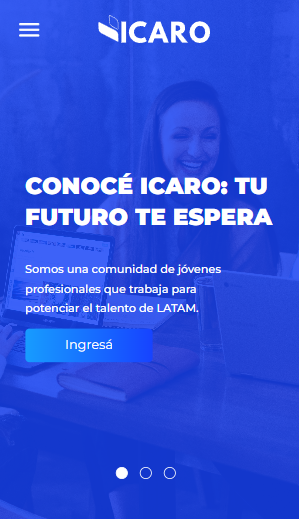 ICARO
CONOCÉ ICARO: TU
FUTURO TE ESPERA
Somos una comunidad de jóvenes
profesionales que trabaja para
potenciar el talento de LATAM.
Ingresá